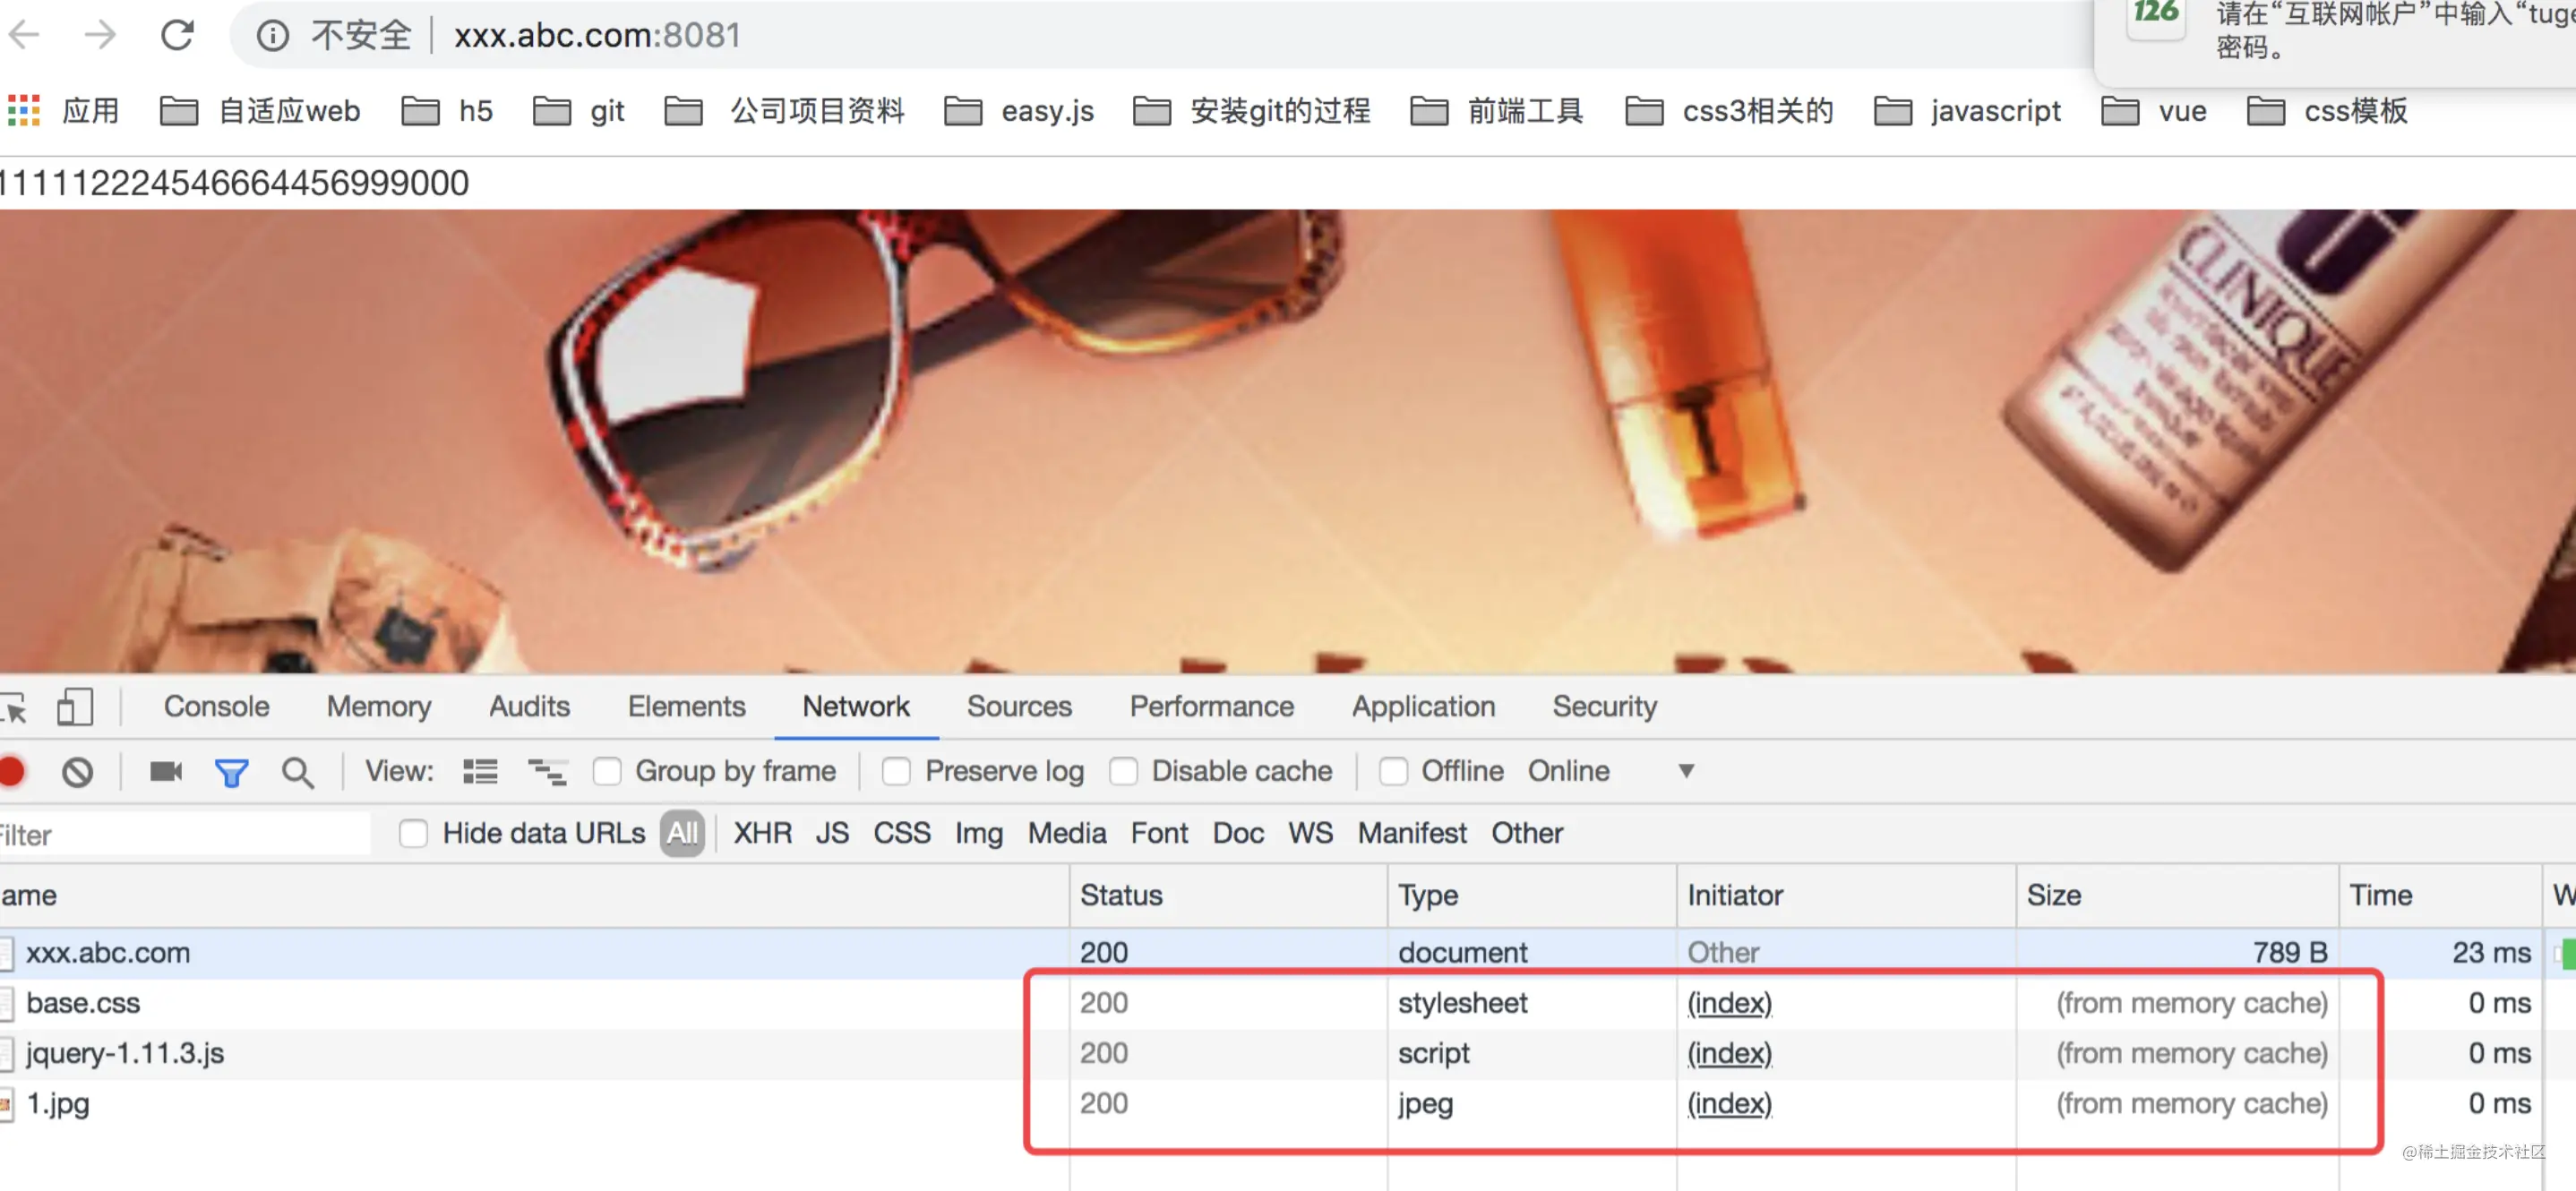 不安全 xxx.abc.com:8081
126 请在“互联网帐户”中输入“tuge
密码。
应用 自适应web h5 git 公司项目资料 easy.js 安装git的过程 前端工具 css3相关的 javascript vue css模板
111112224546664456999000
CLINIQUE
Console Memory Audits Elements Network Sources Performance Application Security
View: Group by frame Preserve log Disable cache Offline Online
Filter Hide data URLs All XHR JS CSS Img Media Font Doc WS Manifest Other
ame Status Type Initiator Size Time W
xxx.abc.com 200 document Other 789 B 23 ms
base.css 200 stylesheet (index) (from memory cache) 0 ms
jquery-1.11.3.js 200 script (index) (from memory cache) 0 ms
1.jpg 200 jpeg (index) (from memory cache) 0 ms
@稀土掘金技术社区